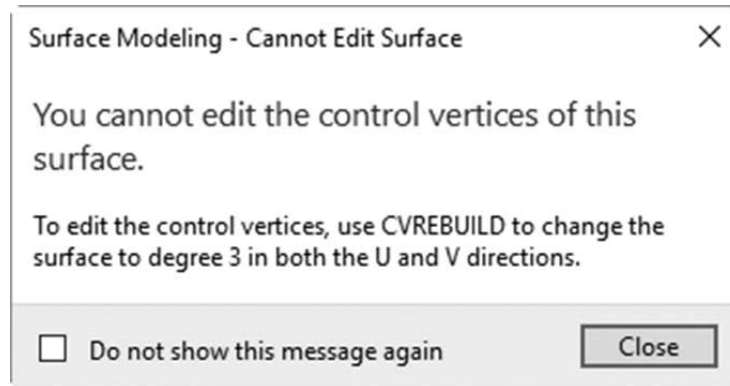 Surface Modeling - Cannot Edit Surface
You cannot edit the control vertices of this
surface.
To edit the control vertices, use CVREBUILD to change the
surface to degree 3 in both the U and V directions.
Do not show this message again
Close